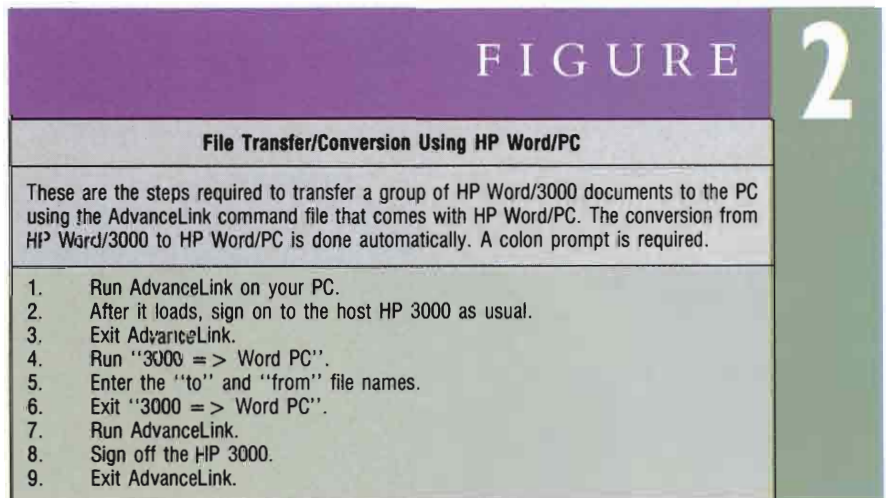 FIGURE 2
File Transfer/Conversion Using HP Word/PC
These are the steps required to transfer a group of HP Word/3000 documents to the PC
using the AdvanceLink command file that comes with HP Word/PC. The conversion from
HP Word/3000 to HP Word/PC is done automatically. A colon prompt is required.
1. Run AdvanceLink on your PC.
2. After it loads, sign on to the host HP 3000 as usual.
3. Exit AdvanceLink.
4. Run ''3000 = > Word PC''.
5. Enter the ''to'' and ''from'' file names.
6. Exit ''3000 = > Word PC''.
7. Run AdvanceLink.
8. Sign off the HP 3000.
9. Exit AdvanceLink.